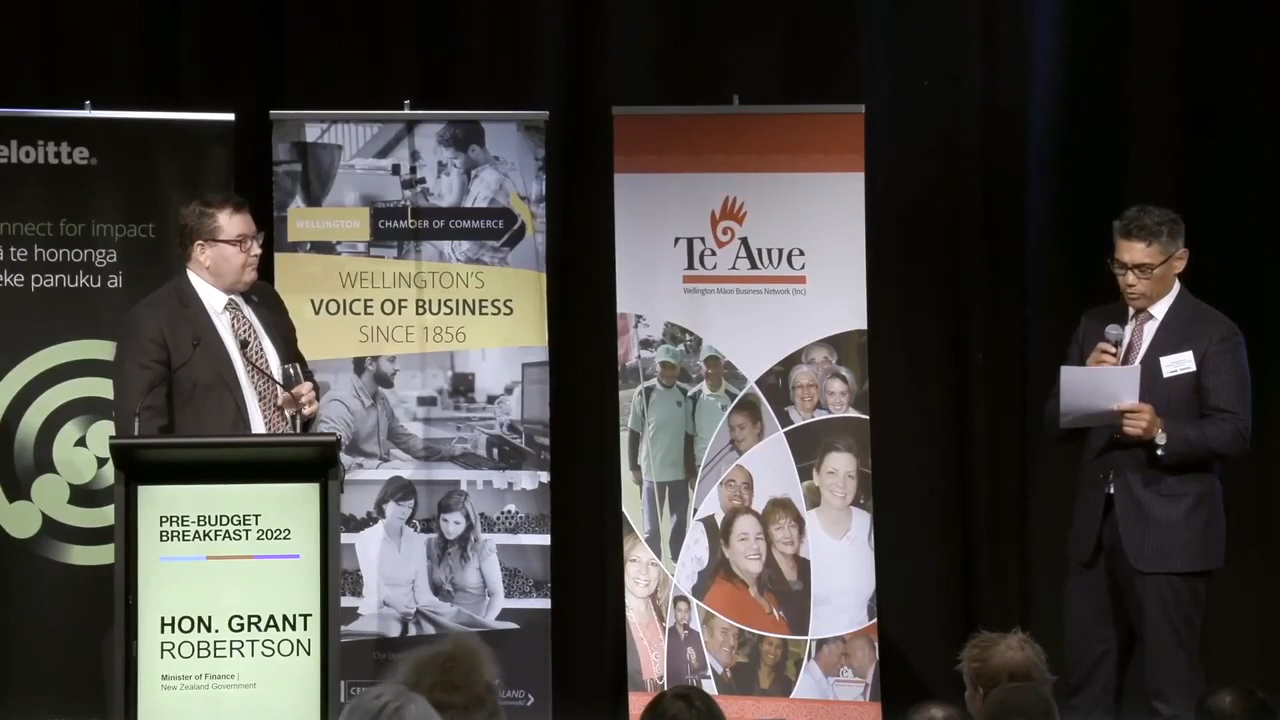 eloitte.
nnect for impact
ā te hononga
eke panuku ai
WELLINGTON CHAMBER OF COMMERCE
WELLINGTON'S
VOICE OF BUSINESS
SINCE 1856
Te Awe
Wellington Māori Business Network (Inc)
PRE-BUDGET
BREAKFAST 2022
HON. GRANT
ROBERTSON
Minister of Finance |
New Zealand Government